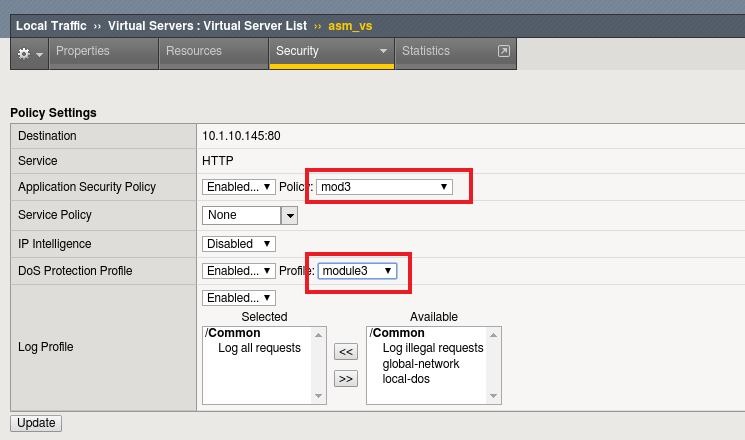 Local Traffic ›› Virtual Servers : Virtual Server List ›› asm_vs
Properties Resources Security Statistics
Policy Settings
Destination 10.1.10.145:80
Service HTTP
Application Security Policy Enabled... Policy: mod3
Service Policy None
IP Intelligence Disabled
DoS Protection Profile Enabled... Profile: module3
Enabled...
Selected Available
Log Profile
/Common /Common
Log all requests Log illegal requests
<< global-network
>> local-dos
Update